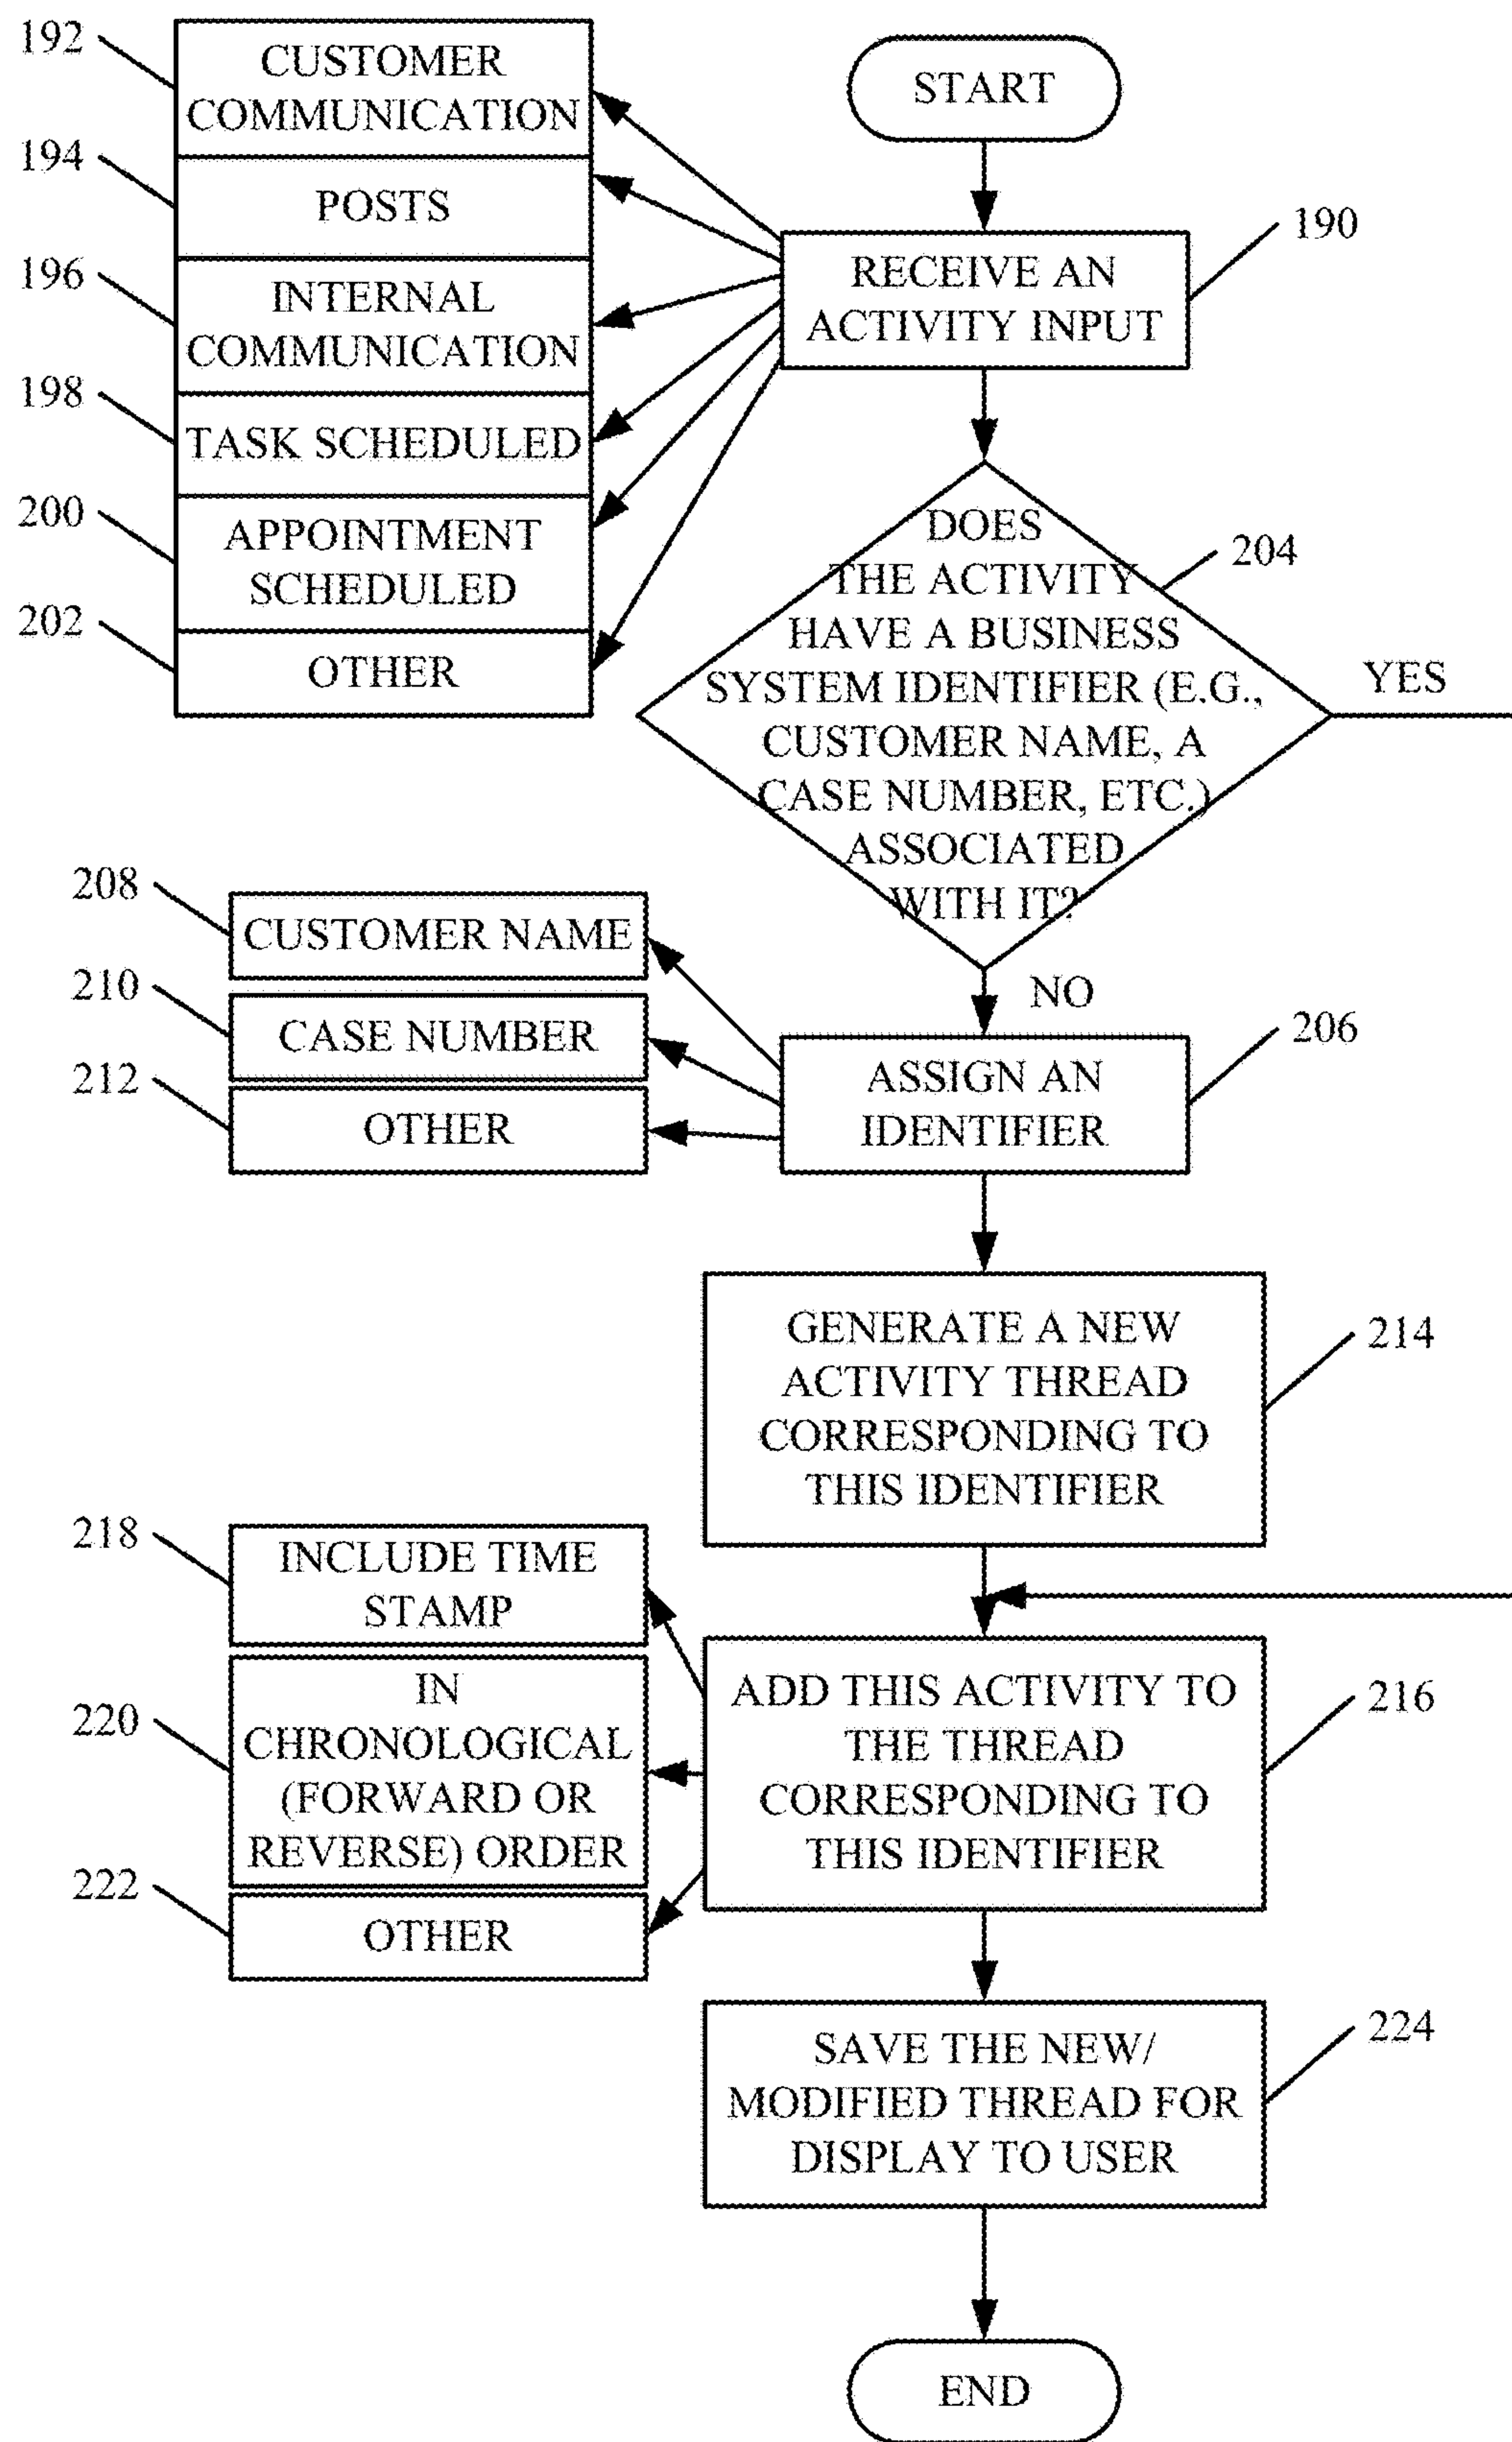 START
192
CUSTOMER
COMMUNICATION
194
POSTS
196
INTERNAL
COMMUNICATION
198
TASK SCHEDULED
200
APPOINTMENT
SCHEDULED
202
OTHER
190
RECEIVE AN
ACTIVITY INPUT
204
DOES
THE ACTIVITY
HAVE A BUSINESS
SYSTEM IDENTIFIER (E.G.,
CUSTOMER NAME, A
CASE NUMBER, ETC.)
ASSOCIATED
WITH IT?
YES
NO
208
CUSTOMER NAME
210
CASE NUMBER
212
OTHER
206
ASSIGN AN
IDENTIFIER
214
GENERATE A NEW
ACTIVITY THREAD
CORRESPONDING TO
THIS IDENTIFIER
218
INCLUDE TIME
STAMP
220
IN
CHRONOLOGICAL
(FORWARD OR
REVERSE) ORDER
222
OTHER
216
ADD THIS ACTIVITY TO
THE THREAD
CORRESPONDING TO
THIS IDENTIFIER
224
SAVE THE NEW/
MODIFIED THREAD FOR
DISPLAY TO USER
END